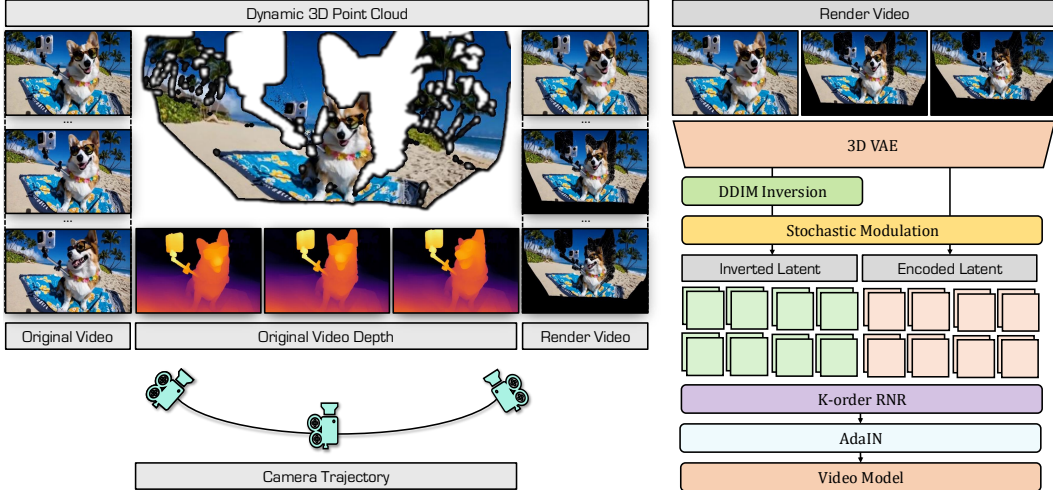 Dynamic 3D Point Cloud
...
...
...
...
Original Video
Original Video Depth
Render Video
Camera Trajectory
Render Video
3D VAE
DDIM Inversion
Stochastic Modulation
Inverted Latent
Encoded Latent
K-order RNR
AdaIN
Video Model